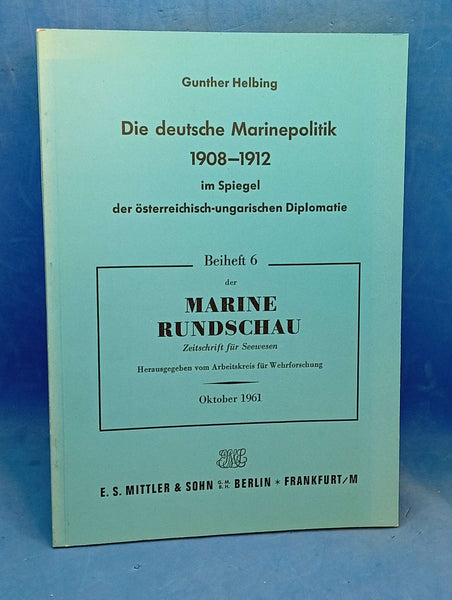 Gunther Helbing
Die deutsche Marinepolitik
1908–1912
im Spiegel
der österreichisch-ungarischen Diplomatie
Beiheft 6
der
MARINE
RUNDSCHAU
Zeitschrift für Seewesen
Herausgegeben vom Arbeitskreis für Wehrforschung
Oktober 1961
E. S. MITTLER & SOHN G. M. B. H. BERLIN * FRANKFURT/M